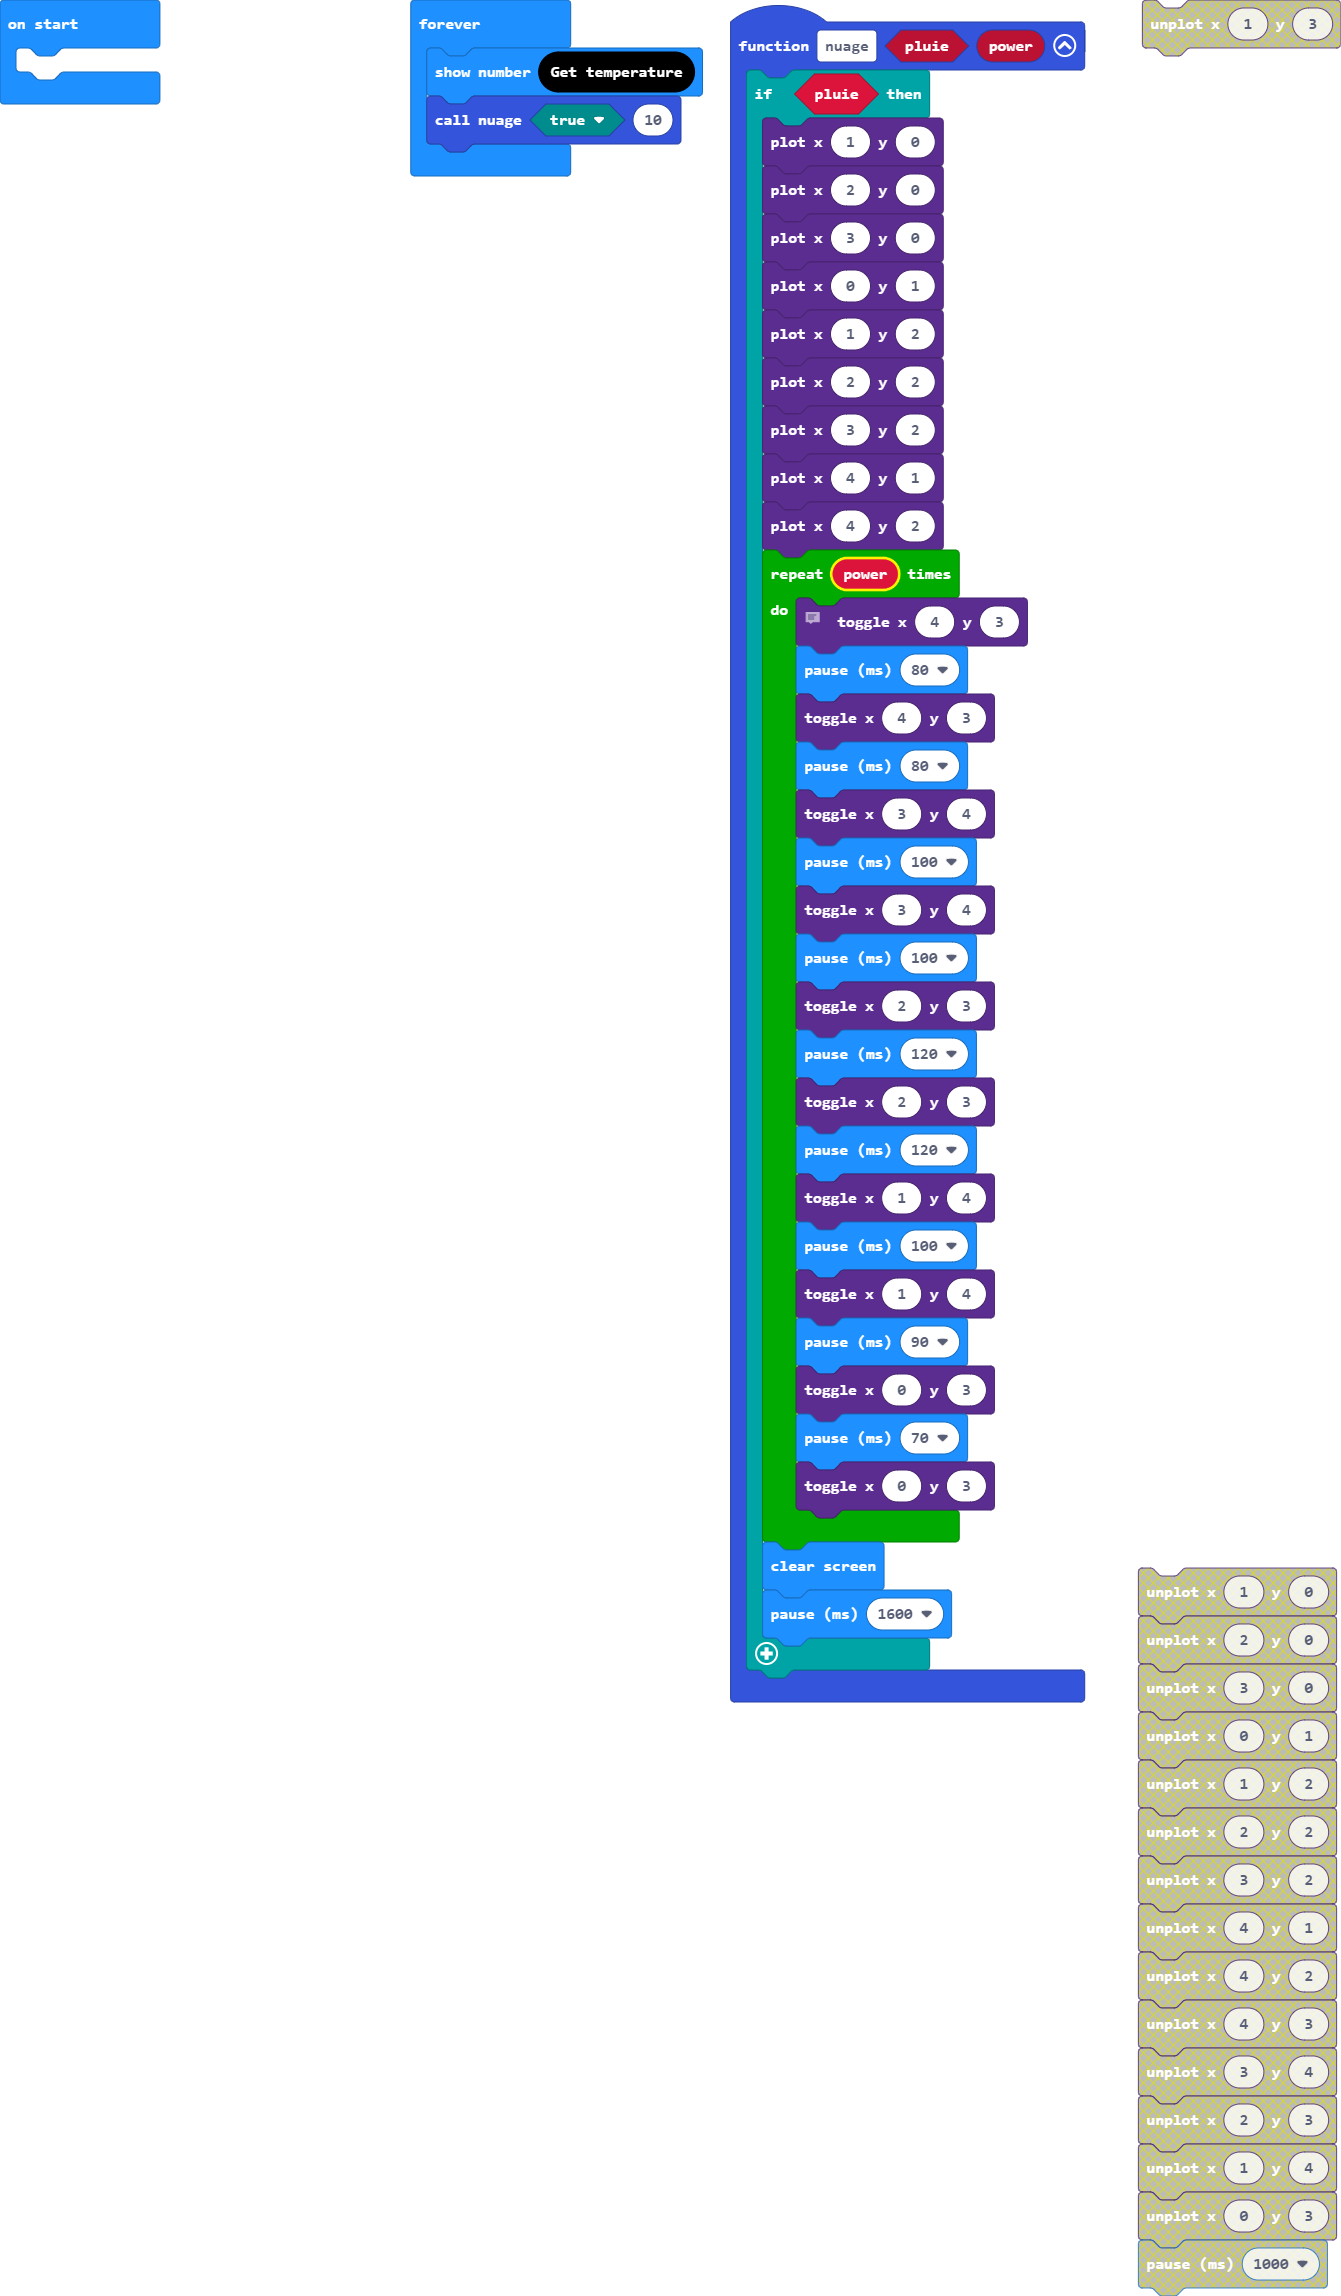 on start
forever
show number Get temperature
call nuage true 10
function nuage pluie power
if pluie then
plot x 1 y 0
plot x 2 y 0
plot x 3 y 0
plot x 0 y 1
plot x 1 y 2
plot x 2 y 2
plot x 3 y 2
plot x 4 y 1
plot x 4 y 2
repeat power times
do
toggle x 4 y 3
pause (ms) 80
toggle x 4 y 3
pause (ms) 80
toggle x 3 y 4
pause (ms) 100
toggle x 3 y 4
pause (ms) 100
toggle x 2 y 3
pause (ms) 120
toggle x 2 y 3
pause (ms) 120
toggle x 1 y 4
pause (ms) 100
toggle x 1 y 4
pause (ms) 90
toggle x 0 y 3
pause (ms) 70
toggle x 0 y 3
clear screen
pause (ms) 1600
unplot x 1 y 3
unplot x 1 y 0
unplot x 2 y 0
unplot x 3 y 0
unplot x 0 y 1
unplot x 1 y 2
unplot x 2 y 2
unplot x 3 y 2
unplot x 4 y 1
unplot x 4 y 2
unplot x 4 y 3
unplot x 3 y 4
unplot x 2 y 3
unplot x 1 y 4
unplot x 0 y 3
pause (ms) 1000